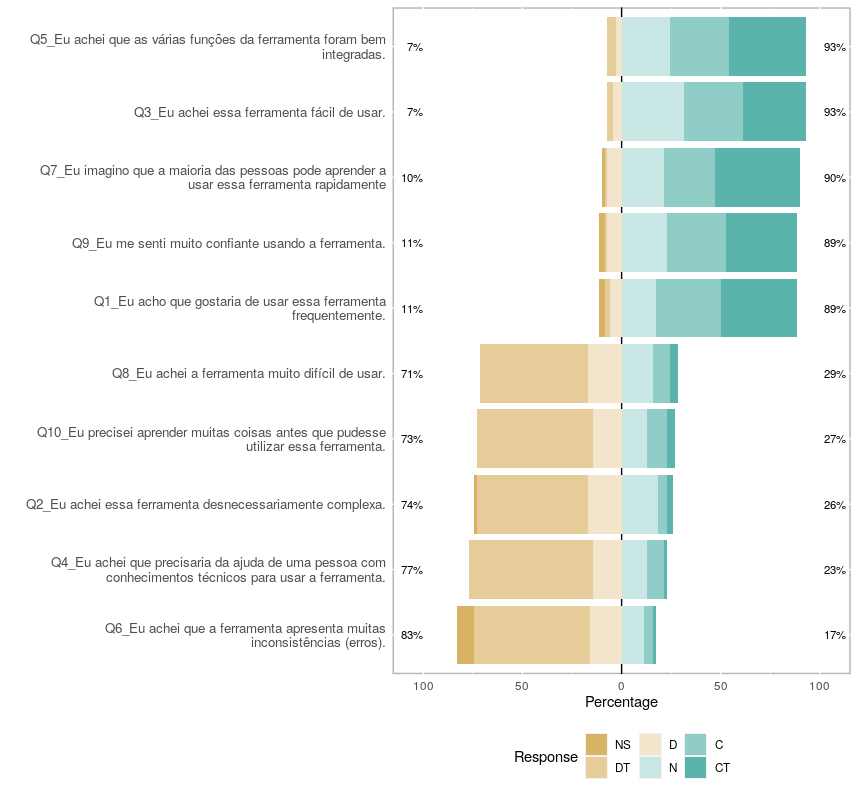 Q5_Eu achei que as várias funções da ferramenta foram bem
integradas.
7%
93%
Q3_Eu achei essa ferramenta fácil de usar.
7%
93%
Q7_Eu imagino que a maioria das pessoas pode aprender a
usar essa ferramenta rapidamente
10%
90%
Q9_Eu me senti muito confiante usando a ferramenta.
11%
89%
Q1_Eu acho que gostaria de usar essa ferramenta
frequentemente.
11%
89%
Q8_Eu achei a ferramenta muito difícil de usar.
71%
29%
Q10_Eu precisei aprender muitas coisas antes que pudesse
utilizar essa ferramenta.
73%
27%
Q2_Eu achei essa ferramenta desnecessariamente complexa.
74%
26%
Q4_Eu achei que precisaria da ajuda de uma pessoa com
conhecimentos técnicos para usar a ferramenta.
77%
23%
Q6_Eu achei que a ferramenta apresenta muitas
inconsistências (erros).
83%
17%
100 50 0 50 100
Percentage
Response
NS D C
DT N CT